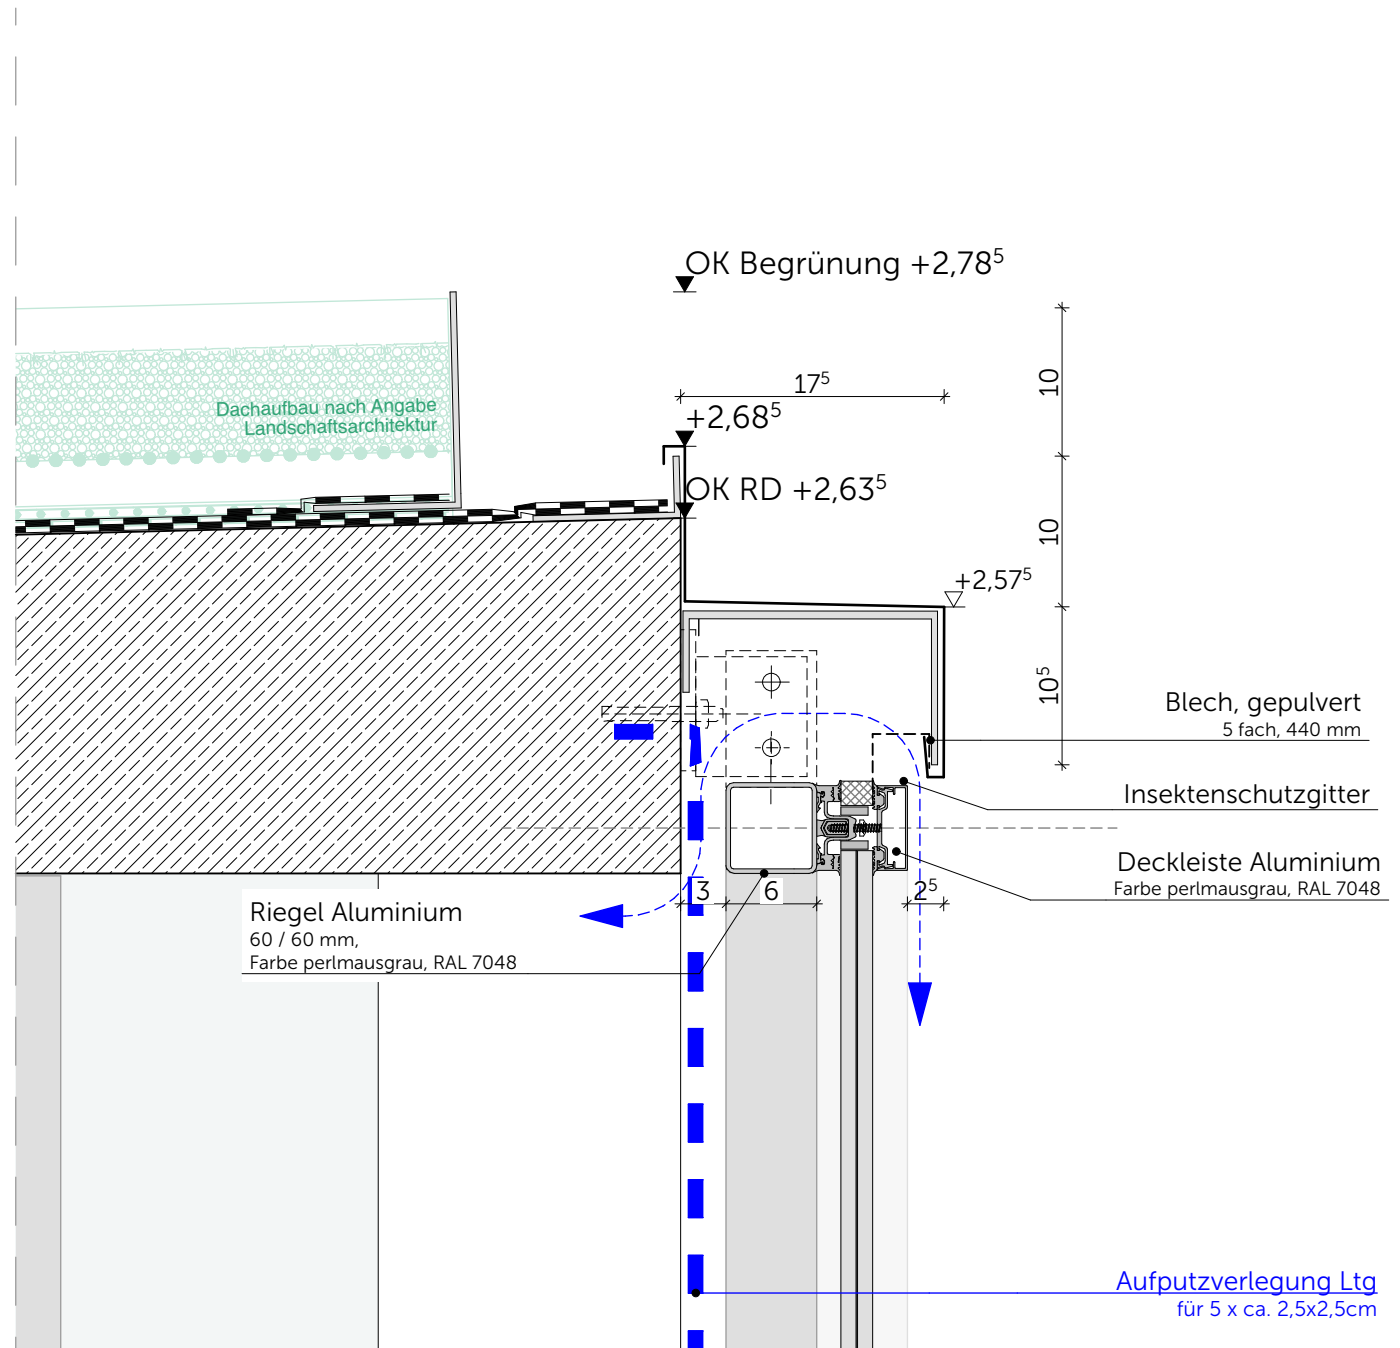 OK Begrünung +2,78⁵
17⁵
10
Dachaufbau nach Angabe
Landschaftsarchitektur
+2,68⁵
OK RD +2,63⁵
10
+2,57⁵
10⁵
Blech, gepulvert
5 fach, 440 mm
Insektenschutzgitter
Deckleiste Aluminium
Farbe perlmausgrau, RAL 7048
3
6
2⁵
Riegel Aluminium
60 / 60 mm,
Farbe perlmausgrau, RAL 7048
Aufputzverlegung Ltg
für 5 x ca. 2,5x2,5cm